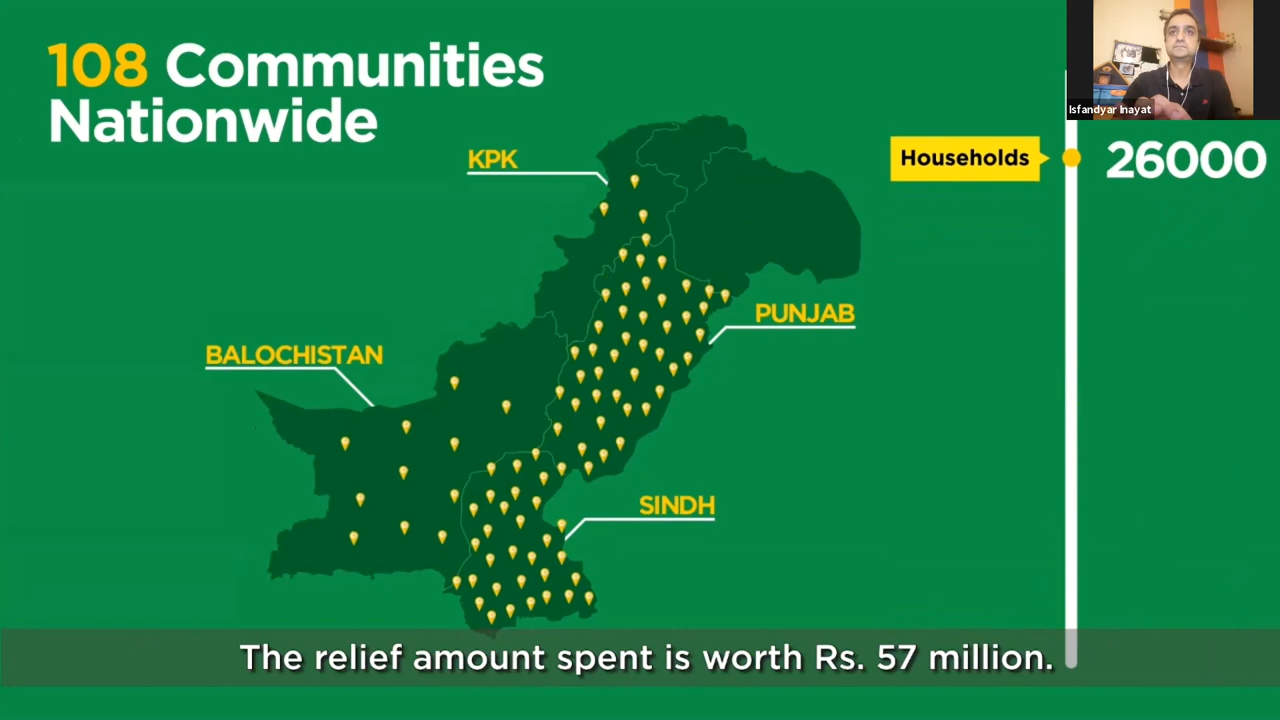 108 Communities
Nationwide
Isfandyar Inayat
KPK
Households
26000
PUNJAB
BALOCHISTAN
SINDH
The relief amount spent is worth Rs. 57 million.